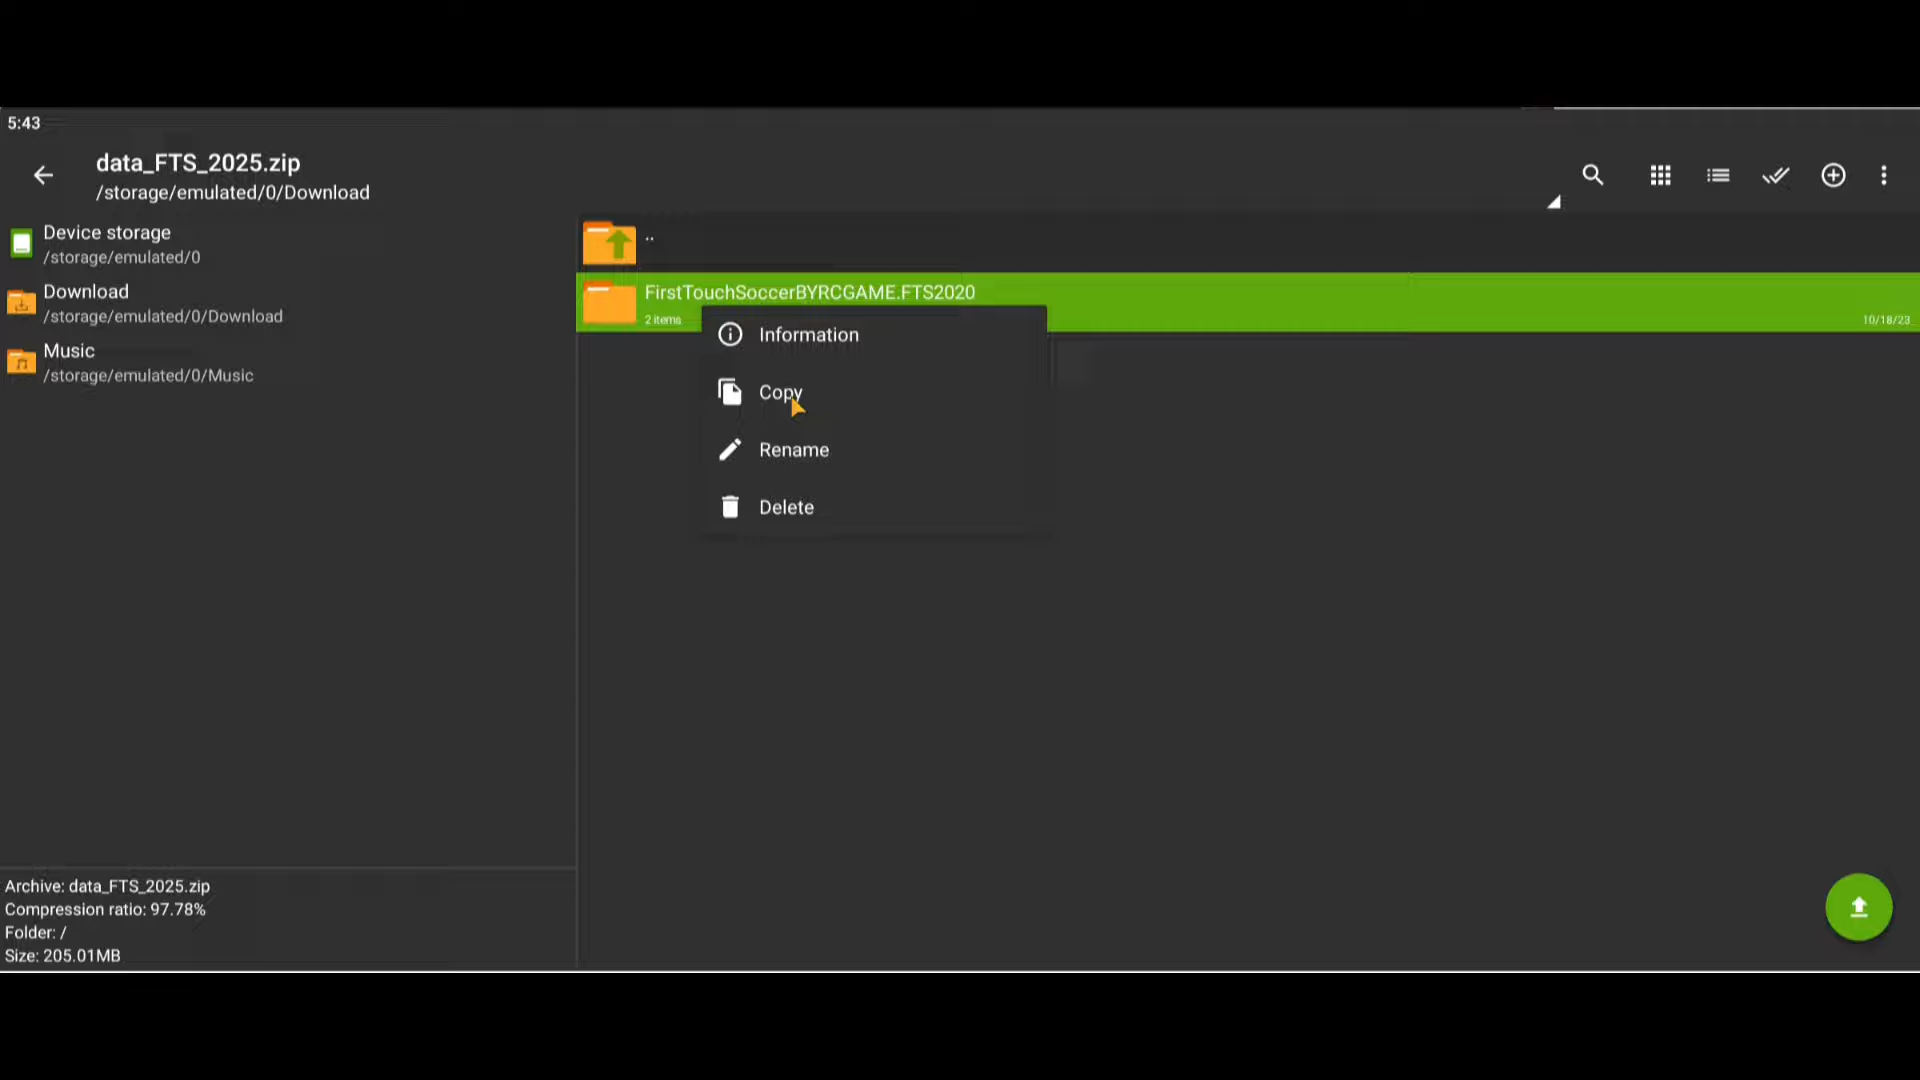 5:43
data_FTS_2025.zip
/storage/emulated/0/Download
Device storage
/storage/emulated/0
Download
/storage/emulated/0/Download
Music
/storage/emulated/0/Music
..
FirstTouchSoccerBYRCGAME.FTS2020
2 items
10/18/23
Information
Copy
Rename
Delete
Archive: data_FTS_2025.zip
Compression ratio: 97.78%
Folder: /
Size: 205.01MB